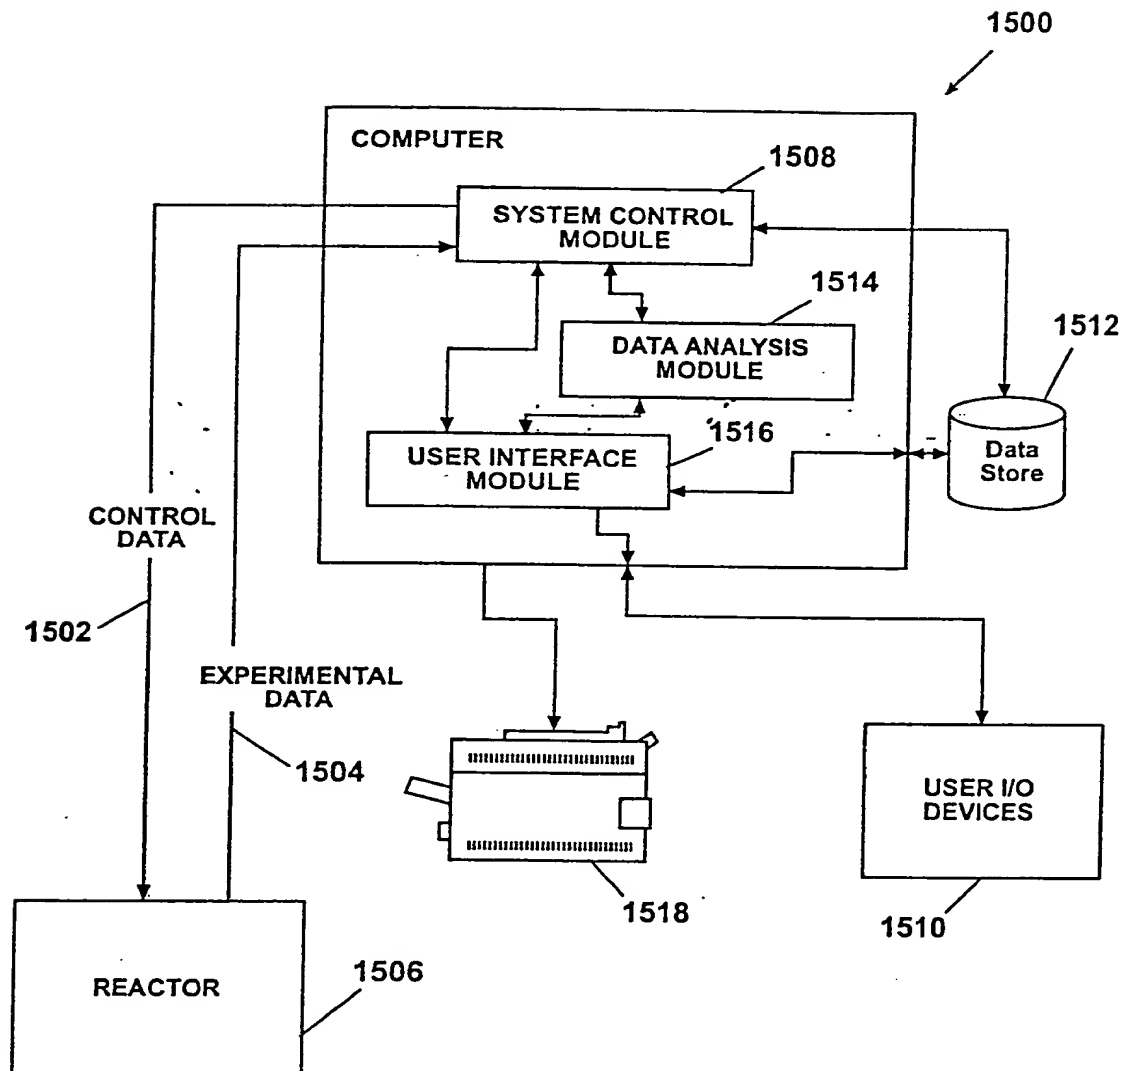 1500
COMPUTER
1508
SYSTEM CONTROL
MODULE
1514
DATA ANALYSIS
MODULE
1512
1516
USER INTERFACE
MODULE
Data
Store
CONTROL
DATA
1502
EXPERIMENTAL
DATA
1504
USER I/O
DEVICES
1518
1510
REACTOR
1506